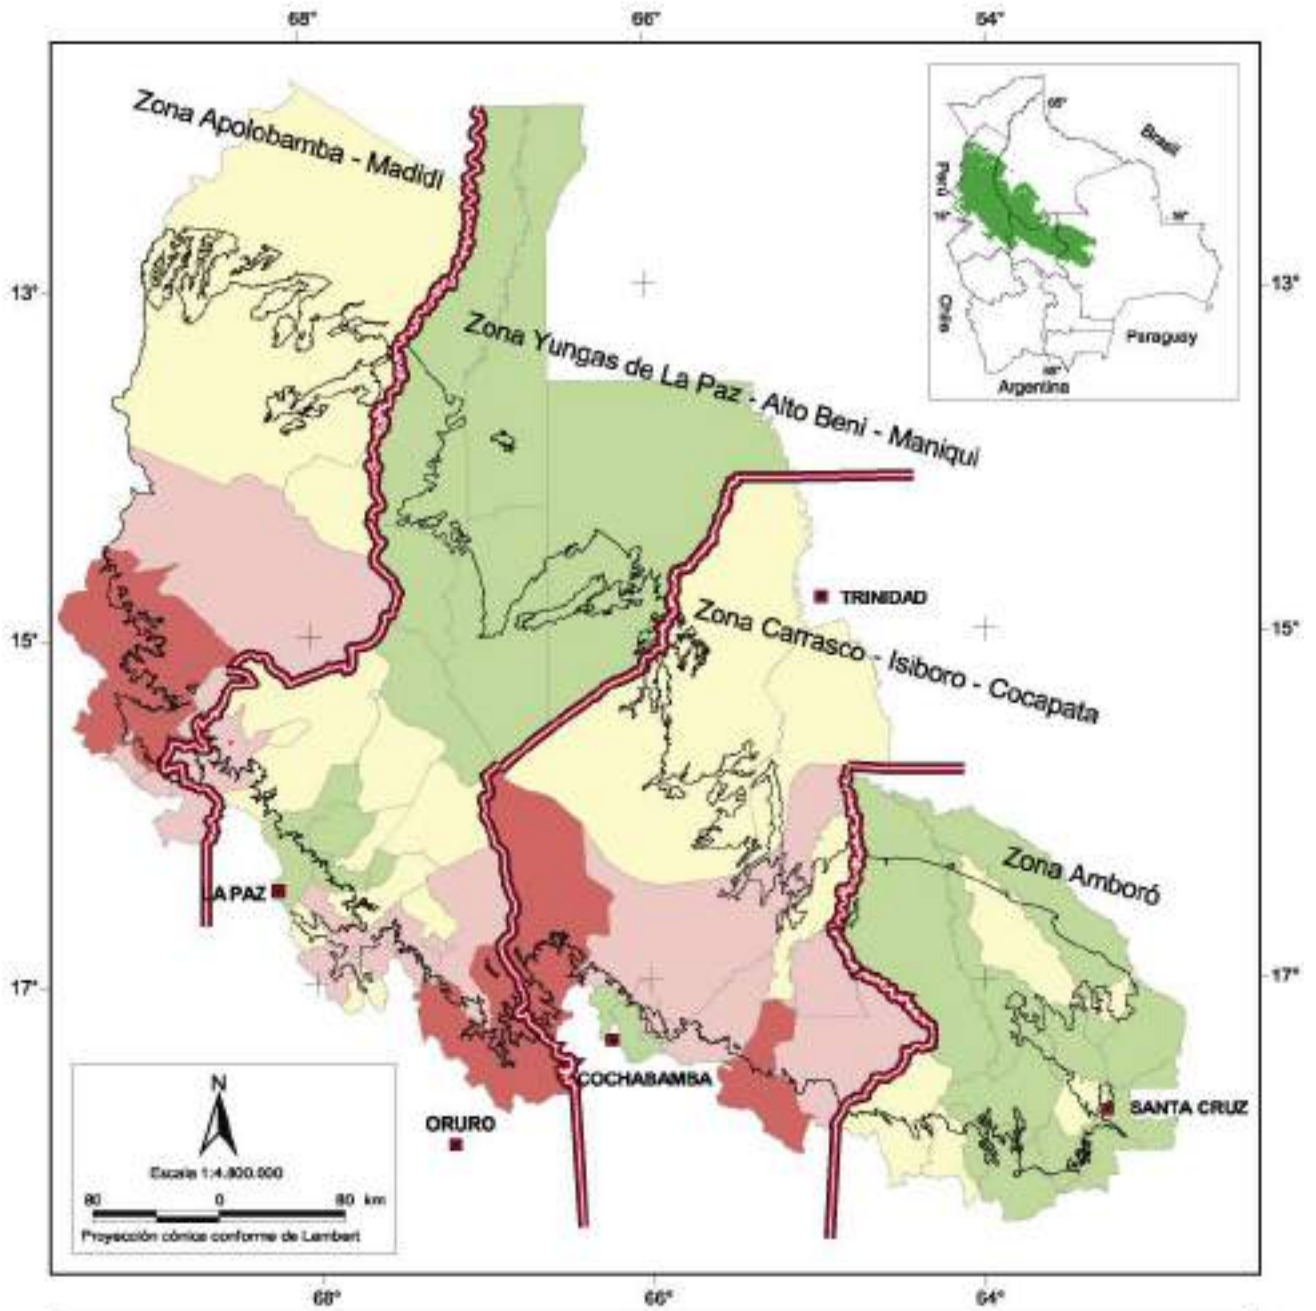 68° 66° 64°
Zona Apolobamba - Madidi
66°
Brasil
Perú
16°
Chile
Paraguay
Argentina
13° 13°
Zona Yungas de La Paz - Alto Beni - Maniqui
TRINIDAD
15° 15°
Zona Carrasco - Isiboro - Cocapata
Zona Amboró
LA PAZ
17° 17°
COCHABAMBA
SANTA CRUZ
ORURO
N
Escala 1:4.800.000
80 0 80 km
Proyección cónica conforme de Lambert
68° 66° 64°